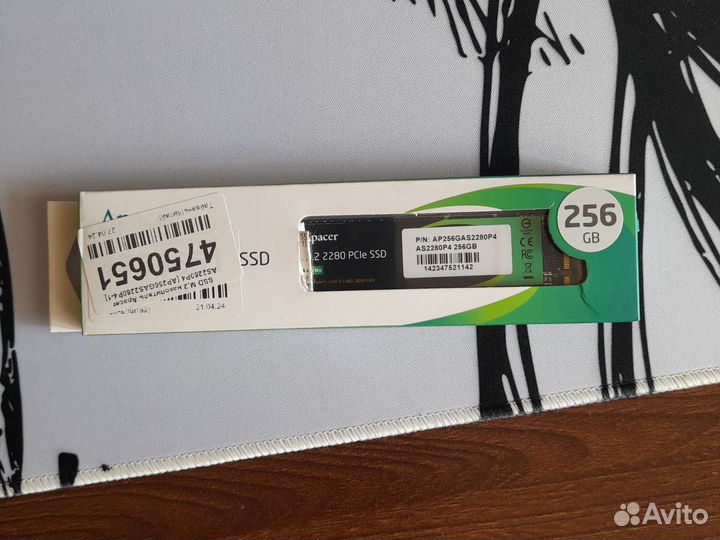 4750651
SSD M.2 накопитель Apacer
AS2280P4 [AP256GAS2280P4-1]
21.04.24
27.04.24
SSD
pacer
.2 2280 PCIe SSD
P/N: AP256GAS2280P4
AS2280P4 256GB
142347521142
256
GB
Avito